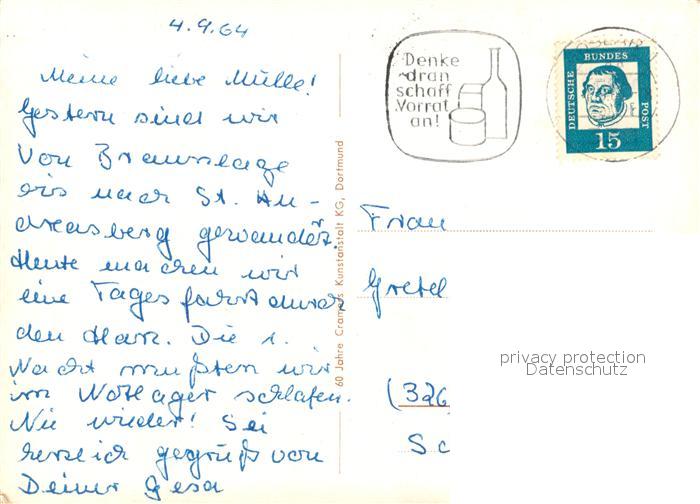 4.9.64
Meine liebe Mulle!
Gestern sind wir
von Braunlage
bis nach St. An-
dreasberg gewandert.
Heute machen wir
eine Tagesfahrt durch
den Harz. Die 1.
Nacht mußten wir
im Notlager schlafen.
Nie wieder! Sei
herzlich gegrüßt von
Deiner Gesa
60 Jahre Cramers Kunstanstalt KG, Dortmund
Denke
dran
schaff
Vorrat
an!
DEUTSCHE
BUNDES
POST
15
Frau
Gretel
(326
Sc
privacy protection
Datenschutz